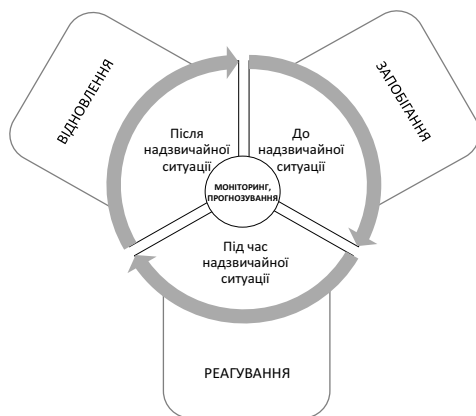 ВІДНОВЛЕННЯ
ЗАПОБІГАННЯ
Після
надзвичайної
ситуації
До
надзвичайної
ситуації
МОНІТОРИНГ,
ПРОГНОЗУВАННЯ
Під час
надзвичайної
ситуації
РЕАГУВАННЯ